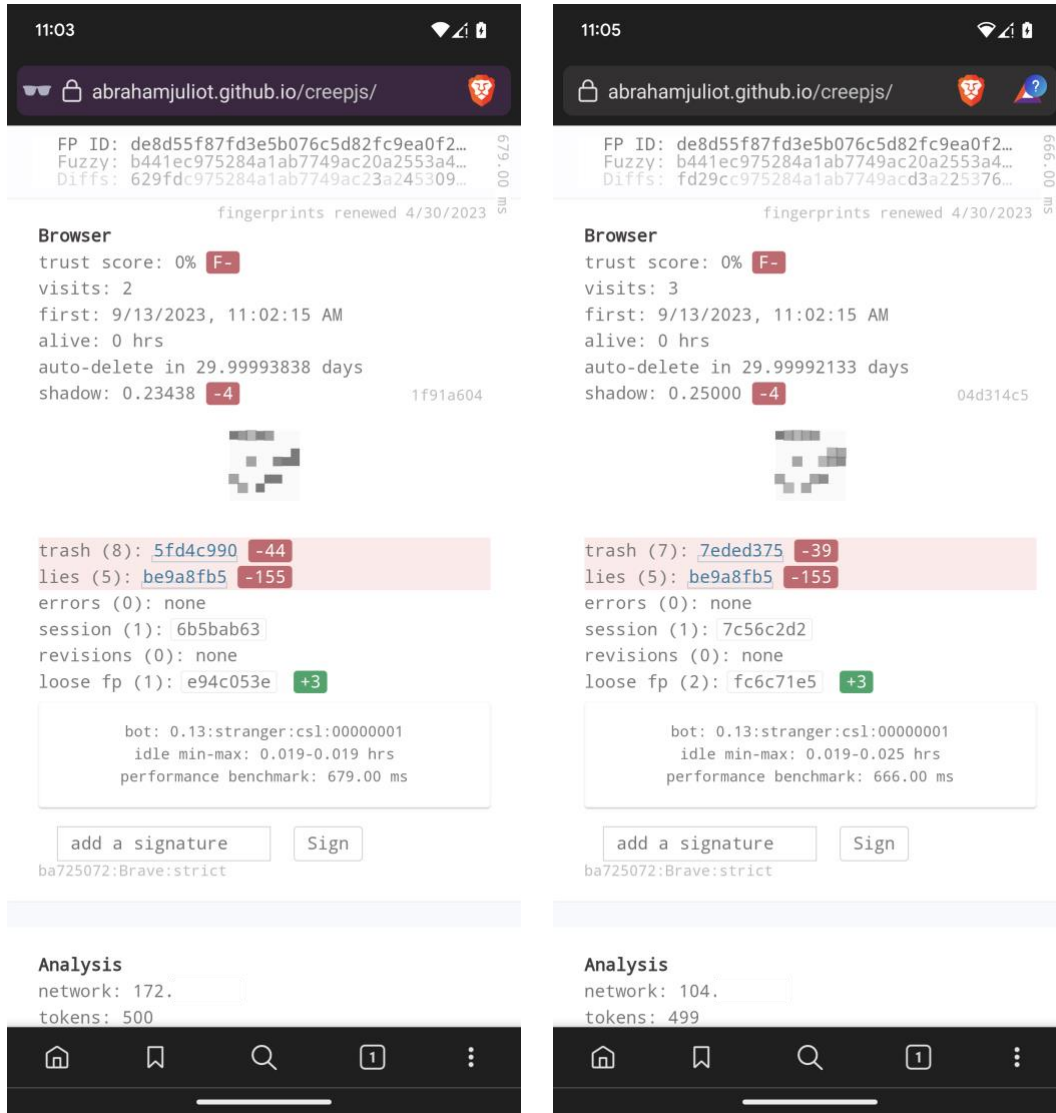 11:03
abrahamjuliot.github.io/creepjs/
FP ID: de8d55f87fd3e5b076c5d82fc9ea0f2…
Fuzzy: b441ec975284a1ab7749ac20a2553a4…
Diffs: 629fdc975284a1ab7749ac23a245309…
679.00 ms
fingerprints renewed 4/30/2023
Browser
trust score: 0% F-
visits: 2
first: 9/13/2023, 11:02:15 AM
alive: 0 hrs
auto-delete in 29.99993838 days
shadow: 0.23438 -4 1f91a604
trash (8): 5fd4c990 -44
lies (5): be9a8fb5 -155
errors (0): none
session (1): 6b5bab63
revisions (0): none
loose fp (1): e94c053e +3
bot: 0.13:stranger:csl:00000001
idle min-max: 0.019-0.019 hrs
performance benchmark: 679.00 ms
add a signature Sign
ba725072:Brave:strict
Analysis
network: 172.
tokens: 500
1
11:05
abrahamjuliot.github.io/creepjs/
?
FP ID: de8d55f87fd3e5b076c5d82fc9ea0f2…
Fuzzy: b441ec975284a1ab7749ac20a2553a4…
Diffs: fd29cc975284a1ab7749acd3a225376…
666.00 ms
fingerprints renewed 4/30/2023
Browser
trust score: 0% F-
visits: 3
first: 9/13/2023, 11:02:15 AM
alive: 0 hrs
auto-delete in 29.99992133 days
shadow: 0.25000 -4 04d314c5
trash (7): 7eded375 -39
lies (5): be9a8fb5 -155
errors (0): none
session (1): 7c56c2d2
revisions (0): none
loose fp (2): fc6c71e5 +3
bot: 0.13:stranger:csl:00000001
idle min-max: 0.019-0.025 hrs
performance benchmark: 666.00 ms
add a signature Sign
ba725072:Brave:strict
Analysis
network: 104.
tokens: 499
1